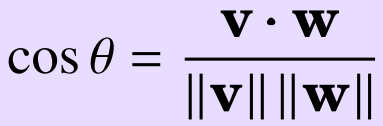 cos θ = v · w / ‖v‖ ‖w‖